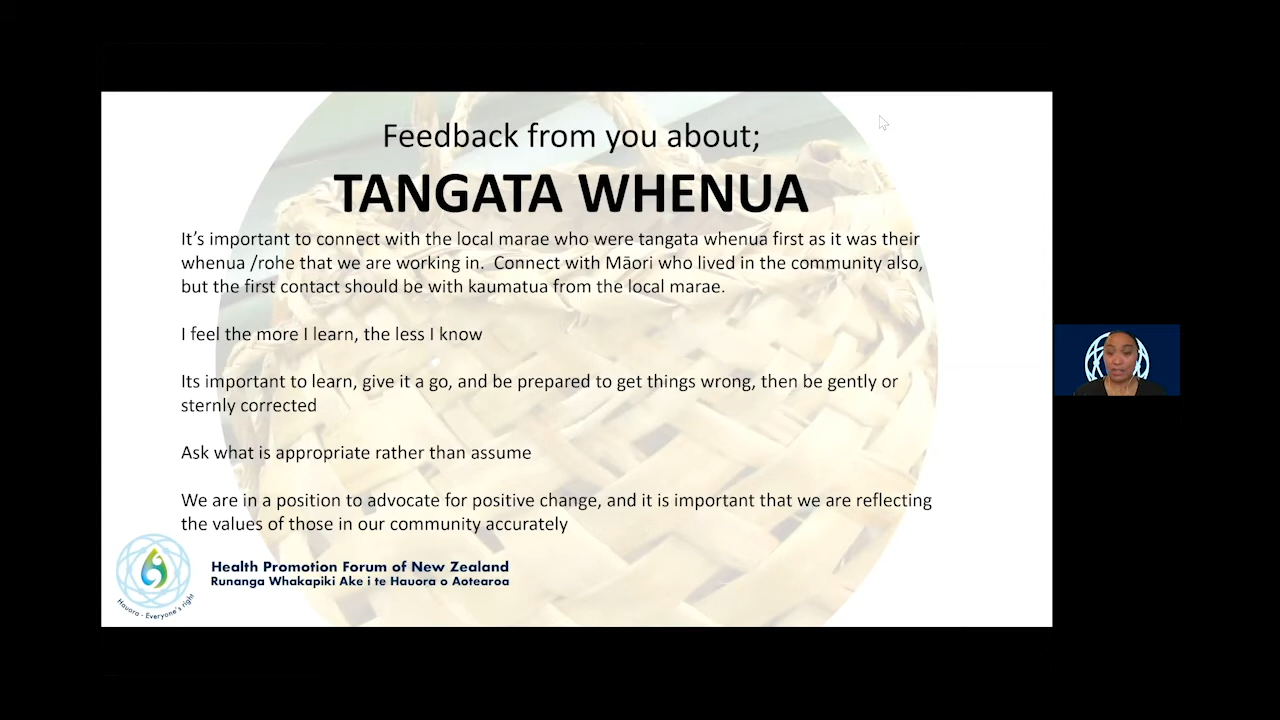 Feedback from you about;
TANGATA WHENUA
It's important to connect with the local marae who were tangata whenua first as it was their
whenua /rohe that we are working in.  Connect with Māori who lived in the community also,
but the first contact should be with kaumatua from the local marae.
I feel the more I learn, the less I know
Its important to learn, give it a go, and be prepared to get things wrong, then be gently or
sternly corrected
Ask what is appropriate rather than assume
We are in a position to advocate for positive change, and it is important that we are reflecting
the values of those in our community accurately
Health Promotion Forum of New Zealand
Runanga Whakapiki Ake i te Hauora o Aotearoa
Hauora - Everyone's right